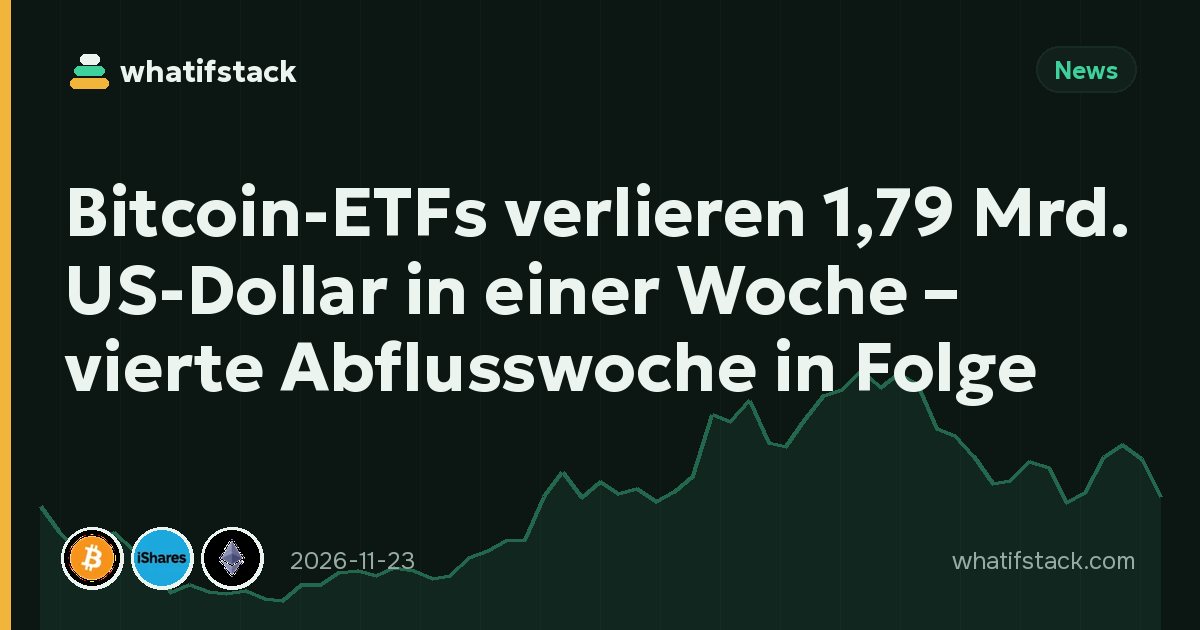 whatifstack
News
Bitcoin-ETFs verlieren 1,79 Mrd.
US-Dollar in einer Woche –
vierte Abflusswoche in Folge
iShares
2026-11-23
whatifstack.com